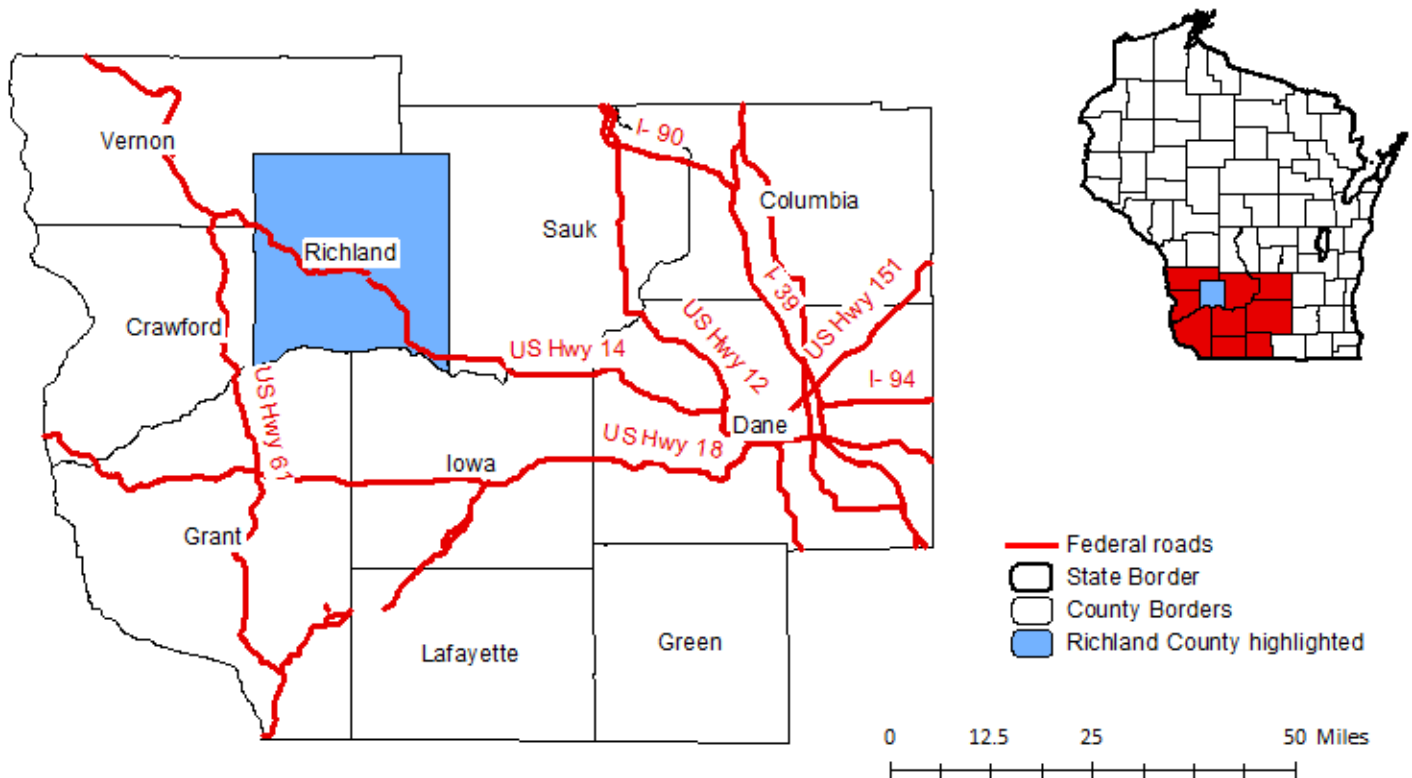 Vernon
I- 90
Columbia
Sauk
Richland
I- 39
US Hwy 151
Crawford
US Hwy 14
US Hwy 12
I- 94
US Hwy 61
Dane
US Hwy 18
Iowa
Grant
Federal roads
State Border
County Borders
Richland County highlighted
Green
Lafayette
0 12.5 25 50 Miles